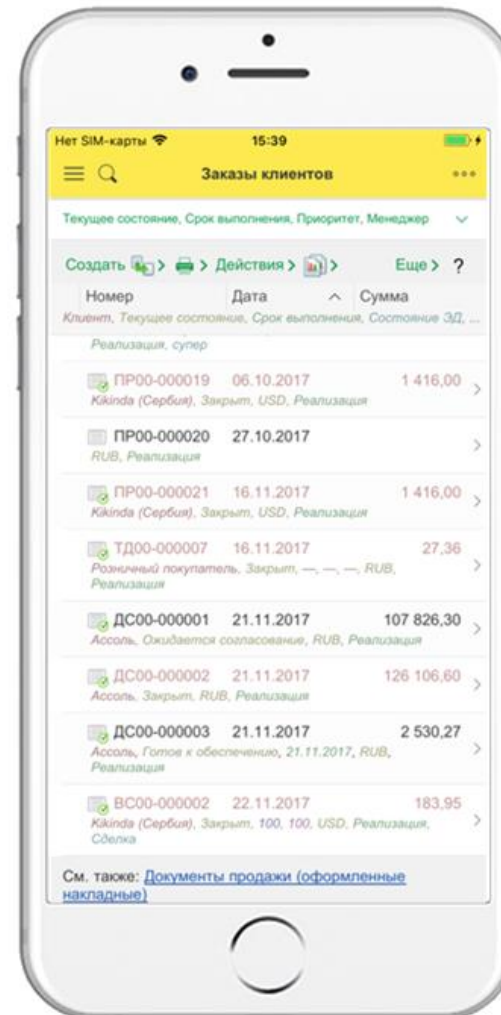 Нет SIM-карты 15:39
Заказы клиентов
Текущее состояние, Срок выполнения, Приоритет, Менеджер
Создать Действия Еще ?
Номер Дата Сумма
Клиент, Текущее состояние, Срок выполнения, Состояние ЭД, ...
Реализация, супер
ПР00-000019 06.10.2017 1 416,00
Kikinda (Сербия), Закрыт, USD, Реализация
ПР00-000020 27.10.2017
RUB, Реализация
ПР00-000021 16.11.2017 1 416,00
Kikinda (Сербия), Закрыт, USD, Реализация
ТД00-000007 16.11.2017 27,36
Розничный покупатель, Закрыт, —, —, —, RUB,
Реализация
ДС00-000001 21.11.2017 107 826,30
Ассоль, Ожидается согласование, RUB, Реализация
ДС00-000002 21.11.2017 126 106,60
Ассоль, Закрыт, RUB, Реализация
ДС00-000003 21.11.2017 2 530,27
Ассоль, Готов к обеспечению, 21.11.2017, RUB,
Реализация
ВС00-000002 22.11.2017 183,95
Kikinda (Сербия), Закрыт, 100, 100, USD, Реализация,
Сделка
См. также: Документы продажи (оформленные
накладные)